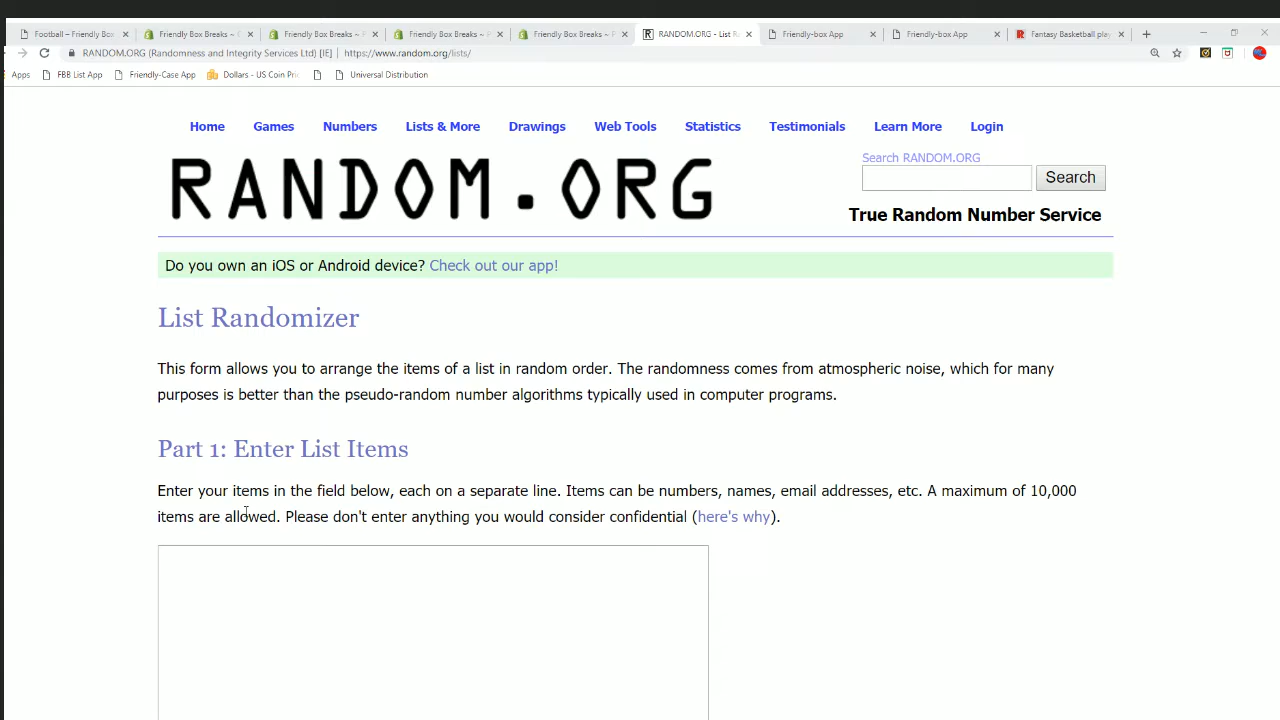 Football – Friendly Box
Friendly Box Breaks ~
Friendly Box Breaks ~
Friendly Box Breaks ~
Friendly Box Breaks ~
RANDOM.ORG - List R
Friendly-box App
Friendly-box App
Fantasy Basketball play
RANDOM.ORG (Randomness and Integrity Services Ltd) [IE] | https://www.random.org/lists/
Apps FBB List App Friendly-Case App Dollars - US Coin Pric Universal Distribution
Home Games Numbers Lists & More Drawings Web Tools Statistics Testimonials Learn More Login
RANDOM.ORG
Search RANDOM.ORG
Search
True Random Number Service
Do you own an iOS or Android device? Check out our app!
List Randomizer
This form allows you to arrange the items of a list in random order. The randomness comes from atmospheric noise, which for many
purposes is better than the pseudo-random number algorithms typically used in computer programs.
Part 1: Enter List Items
Enter your items in the field below, each on a separate line. Items can be numbers, names, email addresses, etc. A maximum of 10,000
items are allowed. Please don't enter anything you would consider confidential (here's why).